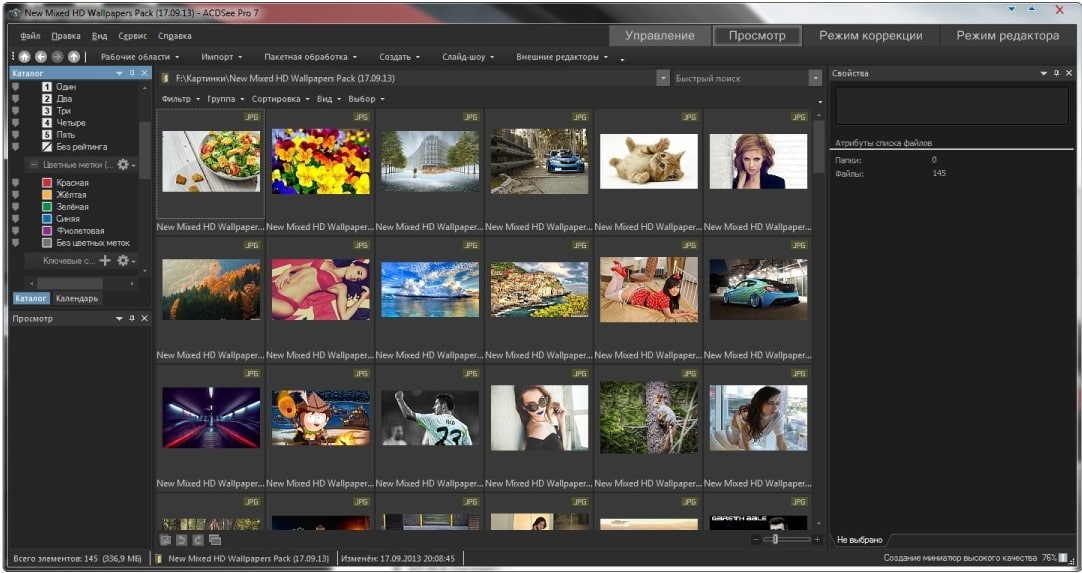 New Mixed HD Wallpapers Pack (17.09.13) - ACDSee Pro 7
Файл Правка Вид Сервис Справка
Управление Просмотр Режим коррекции Режим редактора
Рабочие области Импорт Пакетная обработка Создать Слайд-шоу Внешние редакторы
Каталог
F:\Картинки\New Mixed HD Wallpapers Pack (17.09.13)
Быстрый поиск
Свойства
1 Один
2 Два
3 Три
4 Четыре
5 Пять
Без рейтинга
Цветные метки (...
Красная
Жёлтая
Зелёная
Синяя
Фиолетовая
Без цветных меток
Ключевые с...
Каталог Календарь
Просмотр
Фильтр Группа Сортировка Вид Выбор
JPG JPG JPG JPG JPG JPG
New Mixed HD Wallpaper... New Mixed HD Wallpaper... New Mixed HD Wallpaper... New Mixed HD Wallpaper... New Mixed HD Wallpaper... New Mixed HD Wallpaper...
JPG JPG JPG JPG JPG JPG
New Mixed HD Wallpaper... New Mixed HD Wallpaper... New Mixed HD Wallpaper... New Mixed HD Wallpaper... New Mixed HD Wallpaper... New Mixed HD Wallpaper...
JPG JPG JPG JPG JPG JPG
23
New Mixed HD Wallpaper... New Mixed HD Wallpaper... New Mixed HD Wallpaper... New Mixed HD Wallpaper... New Mixed HD Wallpaper... New Mixed HD Wallpaper...
JPG JPG JPG JPG JPG JPG
GARETH BALE
Атрибуты списка файлов
Папки: 0
Файлы: 145
Не выбрано
Всего элементов: 145 (336,9 МБ) New Mixed HD Wallpapers Pack (17.09.13) Изменён: 17.09.2013 20:08:45
Создание миниатюр высокого качества 76%